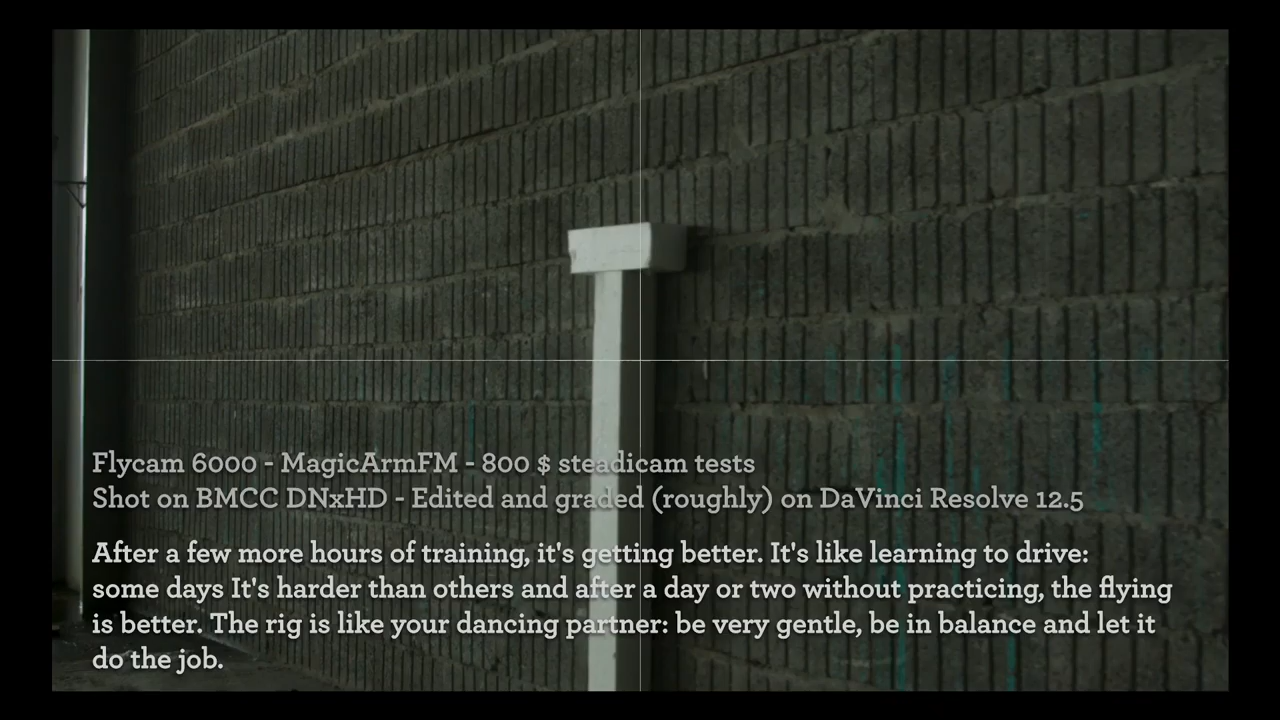 Flycam 6000 - MagicArmFM - 800 $ steadicam tests
Shot on BMCC DNxHD - Edited and graded (roughly) on DaVinci Resolve 12.5
After a few more hours of training, it's getting better. It's like learning to drive:
some days It's harder than others and after a day or two without practicing, the flying
is better. The rig is like your dancing partner: be very gentle, be in balance and let it
do the job.